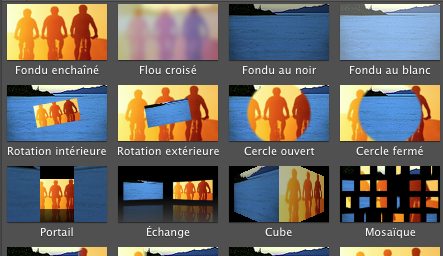 Fondu enchaîné Flou croisé Fondu au noir Fondu au blanc
Rotation intérieure Rotation extérieure Cercle ouvert Cercle fermé
Portail Échange Cube Mosaïque